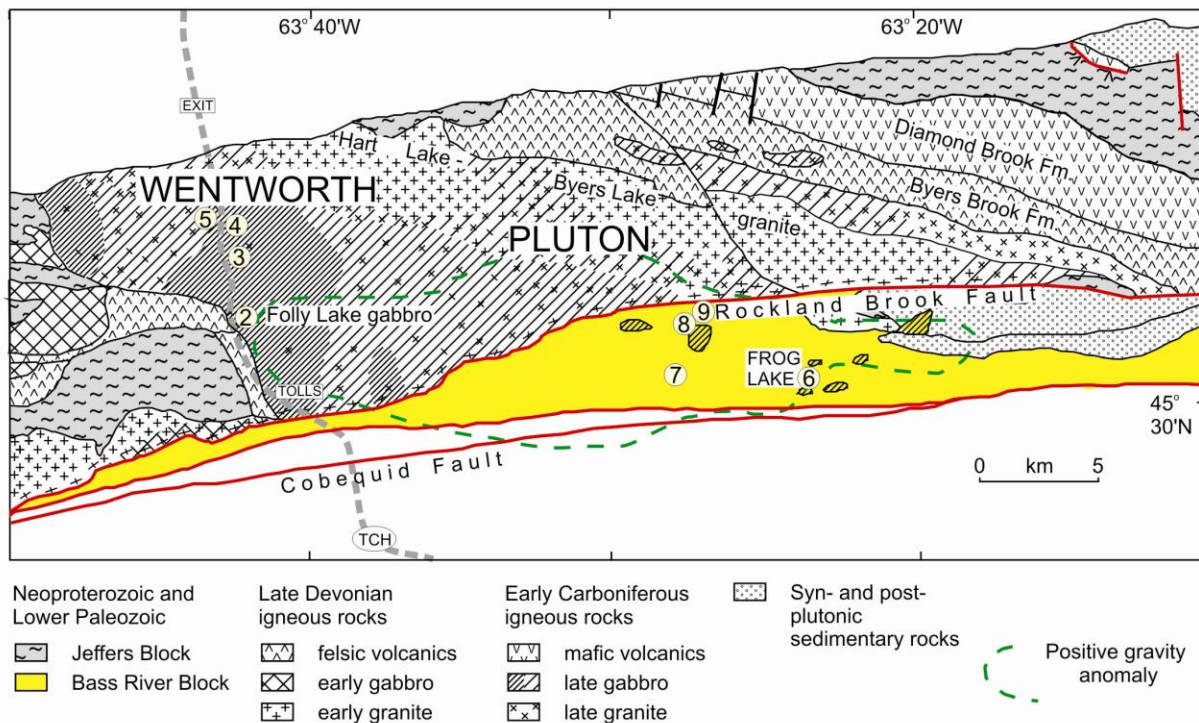 63°40'W
63°20'W
EXIT
Hart Lake
Diamond Brook Fm
WENTWORTH
Byers Lake
Byers Brook Fm
5
4
granite
PLUTON
3
2
Folly Lake gabbro
9
Rockland Brook Fault
8
TOLLS
7
FROG
LAKE
6
45°
30'N
Cobequid Fault
0 km 5
TCH
Neoproterozoic and
Lower Paleozoic
Jeffers Block
Bass River Block
Late Devonian
igneous rocks
felsic volcanics
early gabbro
early granite
Early Carboniferous
igneous rocks
mafic volcanics
late gabbro
late granite
Syn- and post-
plutonic
sedimentary rocks
Positive gravity
anomaly